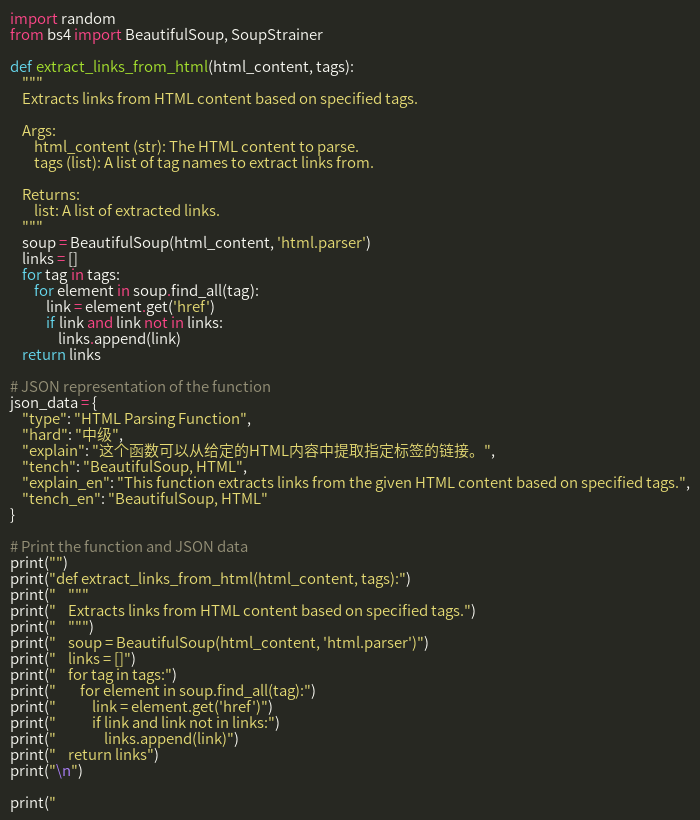 import random
from bs4 import BeautifulSoup, SoupStrainer

def extract_links_from_html(html_content, tags):
    """
    Extracts links from HTML content based on specified tags.

    Args:
        html_content (str): The HTML content to parse.
        tags (list): A list of tag names to extract links from.

    Returns:
        list: A list of extracted links.
    """
    soup = BeautifulSoup(html_content, 'html.parser')
    links = []
    for tag in tags:
        for element in soup.find_all(tag):
            link = element.get('href')
            if link and link not in links:
                links.append(link)
    return links

# JSON representation of the function
json_data = {
    "type": "HTML Parsing Function",
    "hard": "中级",
    "explain": "这个函数可以从给定的HTML内容中提取指定标签的链接。",
    "tench": "BeautifulSoup, HTML",
    "explain_en": "This function extracts links from the given HTML content based on specified tags.",
    "tench_en": "BeautifulSoup, HTML"
}

# Print the function and JSON data
print("")
print("def extract_links_from_html(html_content, tags):")
print("    """
print("    Extracts links from HTML content based on specified tags.")
print("    """)
print("    soup = BeautifulSoup(html_content, 'html.parser')")
print("    links = []")
print("    for tag in tags:")
print("        for element in soup.find_all(tag):")
print("            link = element.get('href')")
print("            if link and link not in links:")
print("                links.append(link)")
print("    return links")
print("\n")

print("